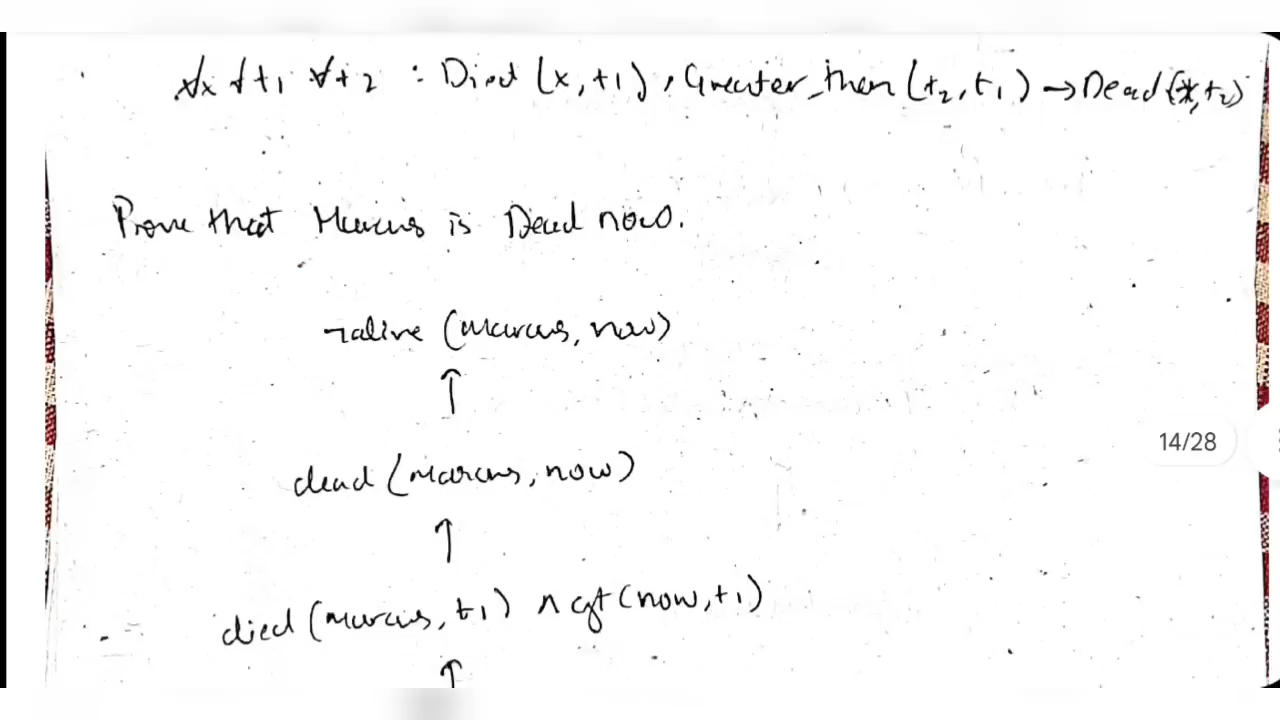 ∀x ∀t1 ∀t2 : Died (x, t1), Greater_then (t2, t1) → Dead (x, t2)
Prove that Marcus is Dead now.
¬alive (marcus, now)
↑
dead (marcus, now)
14/28
↑
died (marcus, t1) ∧ gt (now, t1)
↑